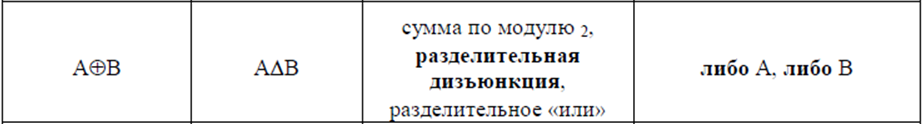 A⊕B
AΔB
сумма по модулю 2,
разделительная
дизъюнкция,
разделительное «или»
либо A, либо B